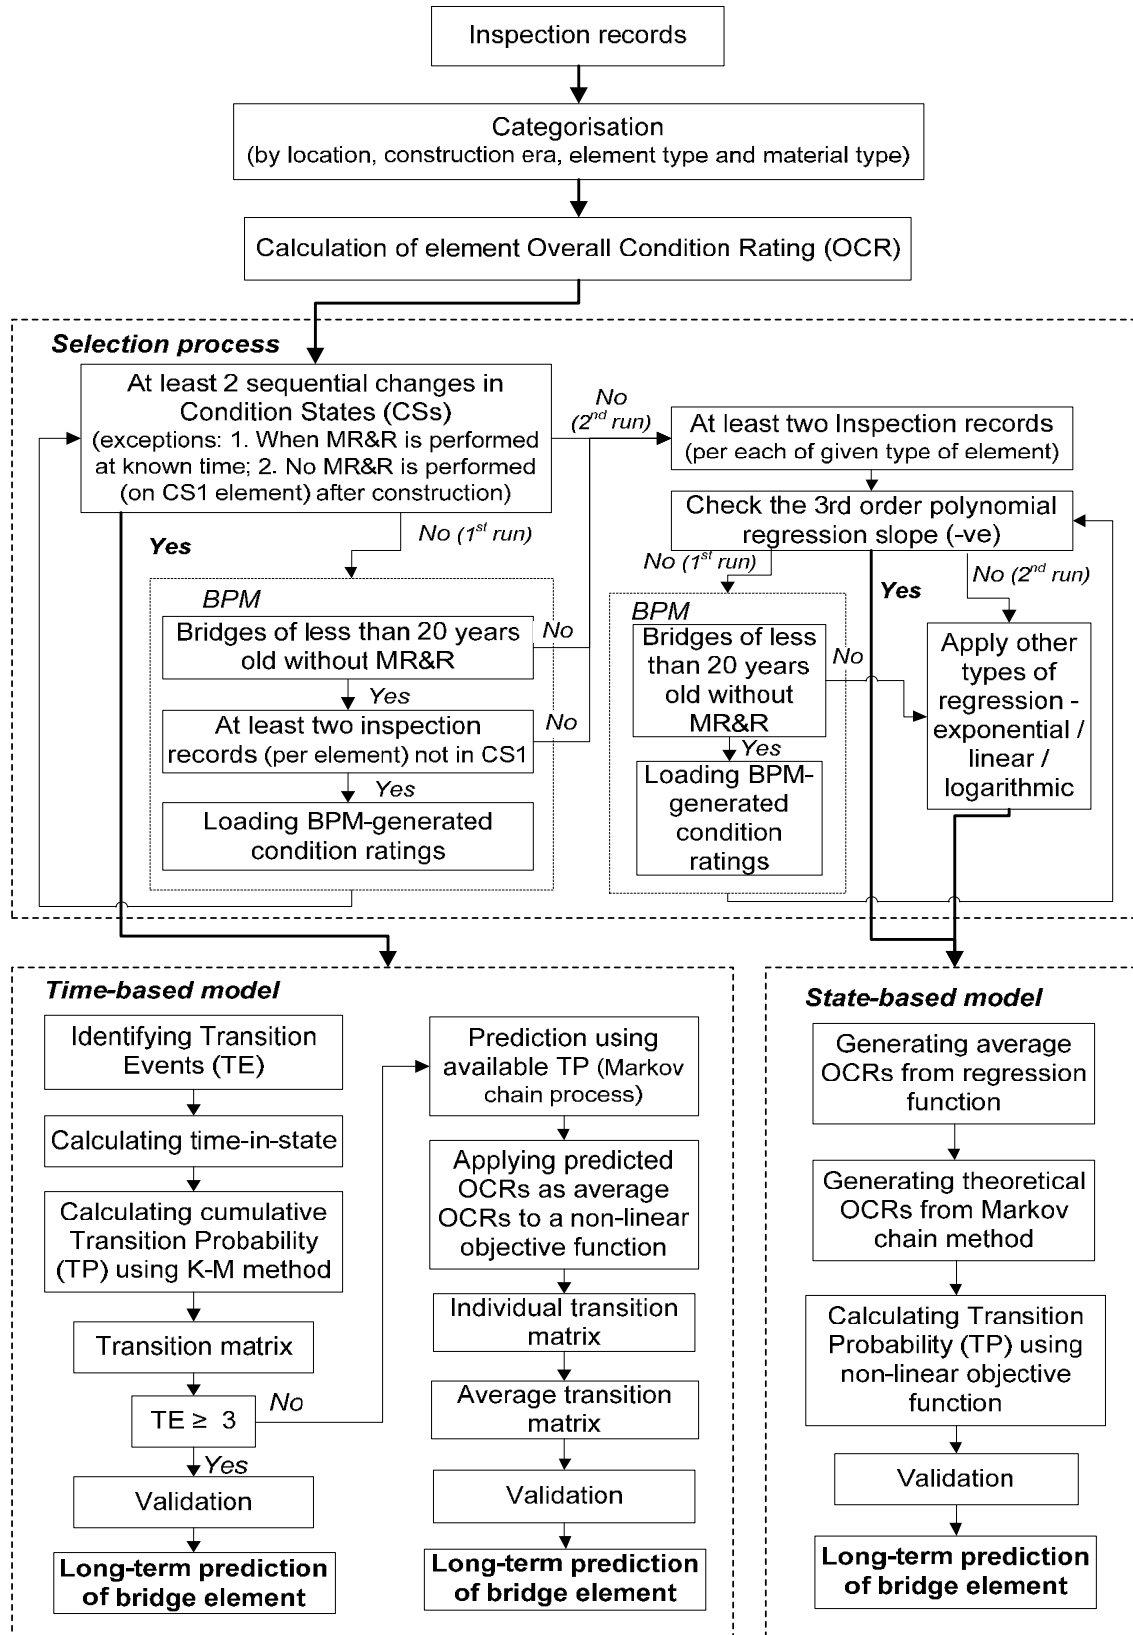 Inspection records
Categorisation
(by location, construction era, element type and material type)
Calculation of element Overall Condition Rating (OCR)
Selection process
At least 2 sequential changes in
Condition States (CSs)
(exceptions: 1. When MR&R is performed
at known time; 2. No MR&R is performed
(on CS1 element) after construction)
No
(2nd run)
At least two Inspection records
(per each of given type of element)
Check the 3rd order polynomial
regression slope (-ve)
Yes
No (1st run)
BPM
Bridges of less than 20 years
old without MR&R
No
Yes
At least two inspection
records (per element) not in CS1
No
Yes
Loading BPM-generated
condition ratings
No (1st run)
Yes
No (2nd run)
BPM
Bridges of less
than 20 years
old without
MR&R
No
Yes
Loading BPM-
generated
condition
ratings
Apply other
types of
regression -
exponential /
linear /
logarithmic
Time-based model
Identifying Transition
Events (TE)
Calculating time-in-state
Calculating cumulative
Transition Probability
(TP) using K-M method
Transition matrix
TE ≥ 3
No
Yes
Validation
Long-term prediction
of bridge element
Prediction using
available TP (Markov
chain process)
Applying predicted
OCRs as average
OCRs to a non-linear
objective function
Individual transition
matrix
Average transition
matrix
Validation
Long-term prediction
of bridge element
State-based model
Generating average
OCRs from regression
function
Generating theoretical
OCRs from Markov
chain method
Calculating Transition
Probability (TP) using
non-linear objective
function
Validation
Long-term prediction
of bridge element